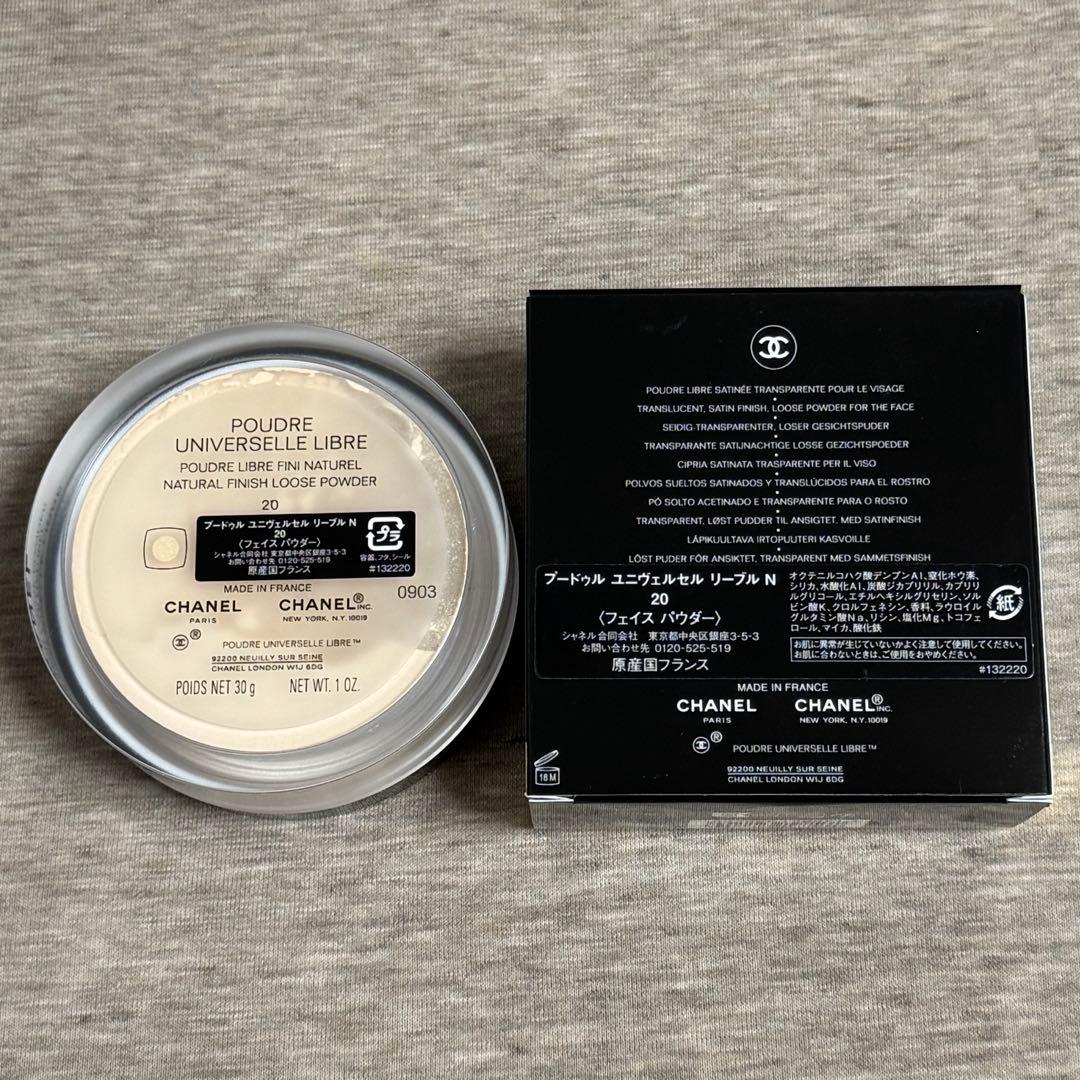 POUDRE
UNIVERSELLE LIBRE
POUDRE LIBRE FINI NATUREL
NATURAL FINISH LOOSE POWDER
20
プードゥル ユニヴェルセル リーブル N
20
〈フェイス パウダー〉
シャネル合同会社 東京都中央区銀座3-5-3
お問い合わせ先 0120-525-519
原産国フランス
プラ
容器,フタ,シール
#132220
MADE IN FRANCE
CHANEL
PARIS
CHANEL® INC.
NEW YORK, N.Y. 10019
0903
® POUDRE UNIVERSELLE LIBRE™
92200 NEUILLY SUR SEINE
CHANEL LONDON W1J 6DG
POIDS NET 30 g NET WT. 1 OZ.
POUDRE LIBRE SATINÉE TRANSPARENTE POUR LE VISAGE
TRANSLUCENT, SATIN FINISH, LOOSE POWDER FOR THE FACE
SEIDIG-TRANSPARENTER, LOSER GESICHTSPUDER
TRANSPARANTE SATIJNACHTIGE LOSSE GEZICHTSPOEDER
CIPRIA SATINATA TRASPARENTE PER IL VISO
POLVOS SUELTOS SATINADOS Y TRANSLÚCIDOS PARA EL ROSTRO
PÓ SOLTO ACETINADO E TRANSPARENTE PARA O ROSTO
TRANSPARENT, LØST PUDDER TIL ANSIGTET. MED SATINFINISH
LÄPIKUULTAVA IRTOPUUTERI KASVOILLE
LÖST PUDER FÖR ANSIKTET, TRANSPARENT MED SAMMETSFINISH
プードゥル ユニヴェルセル リーブル N
20
〈フェイス パウダー〉
シャネル合同会社 東京都中央区銀座3-5-3
お問い合わせ先 0120-525-519
原産国フランス
オクテニルコハク酸デンプンAl,窒化ホウ素,
シリカ,水酸化Al,炭酸ジカプリリル,カプリリ
ルグリコール,エチルヘキシルグリセリン,ソル
ビン酸K,クロルフェネシン,香料,ラウロイル
グルタミン酸Na,リシン,塩化Mg,トコフェ
ロール,マイカ,酸化鉄
紙
お肌に異常が生じていないかよく注意して使用してください。
お肌に合わないときは、ご使用をおやめください。
#132220
MADE IN FRANCE
CHANEL
PARIS
CHANEL® INC.
NEW YORK, N.Y. 10019
® POUDRE UNIVERSELLE LIBRE™
92200 NEUILLY SUR SEINE
CHANEL LONDON W1J 6DG
18 M